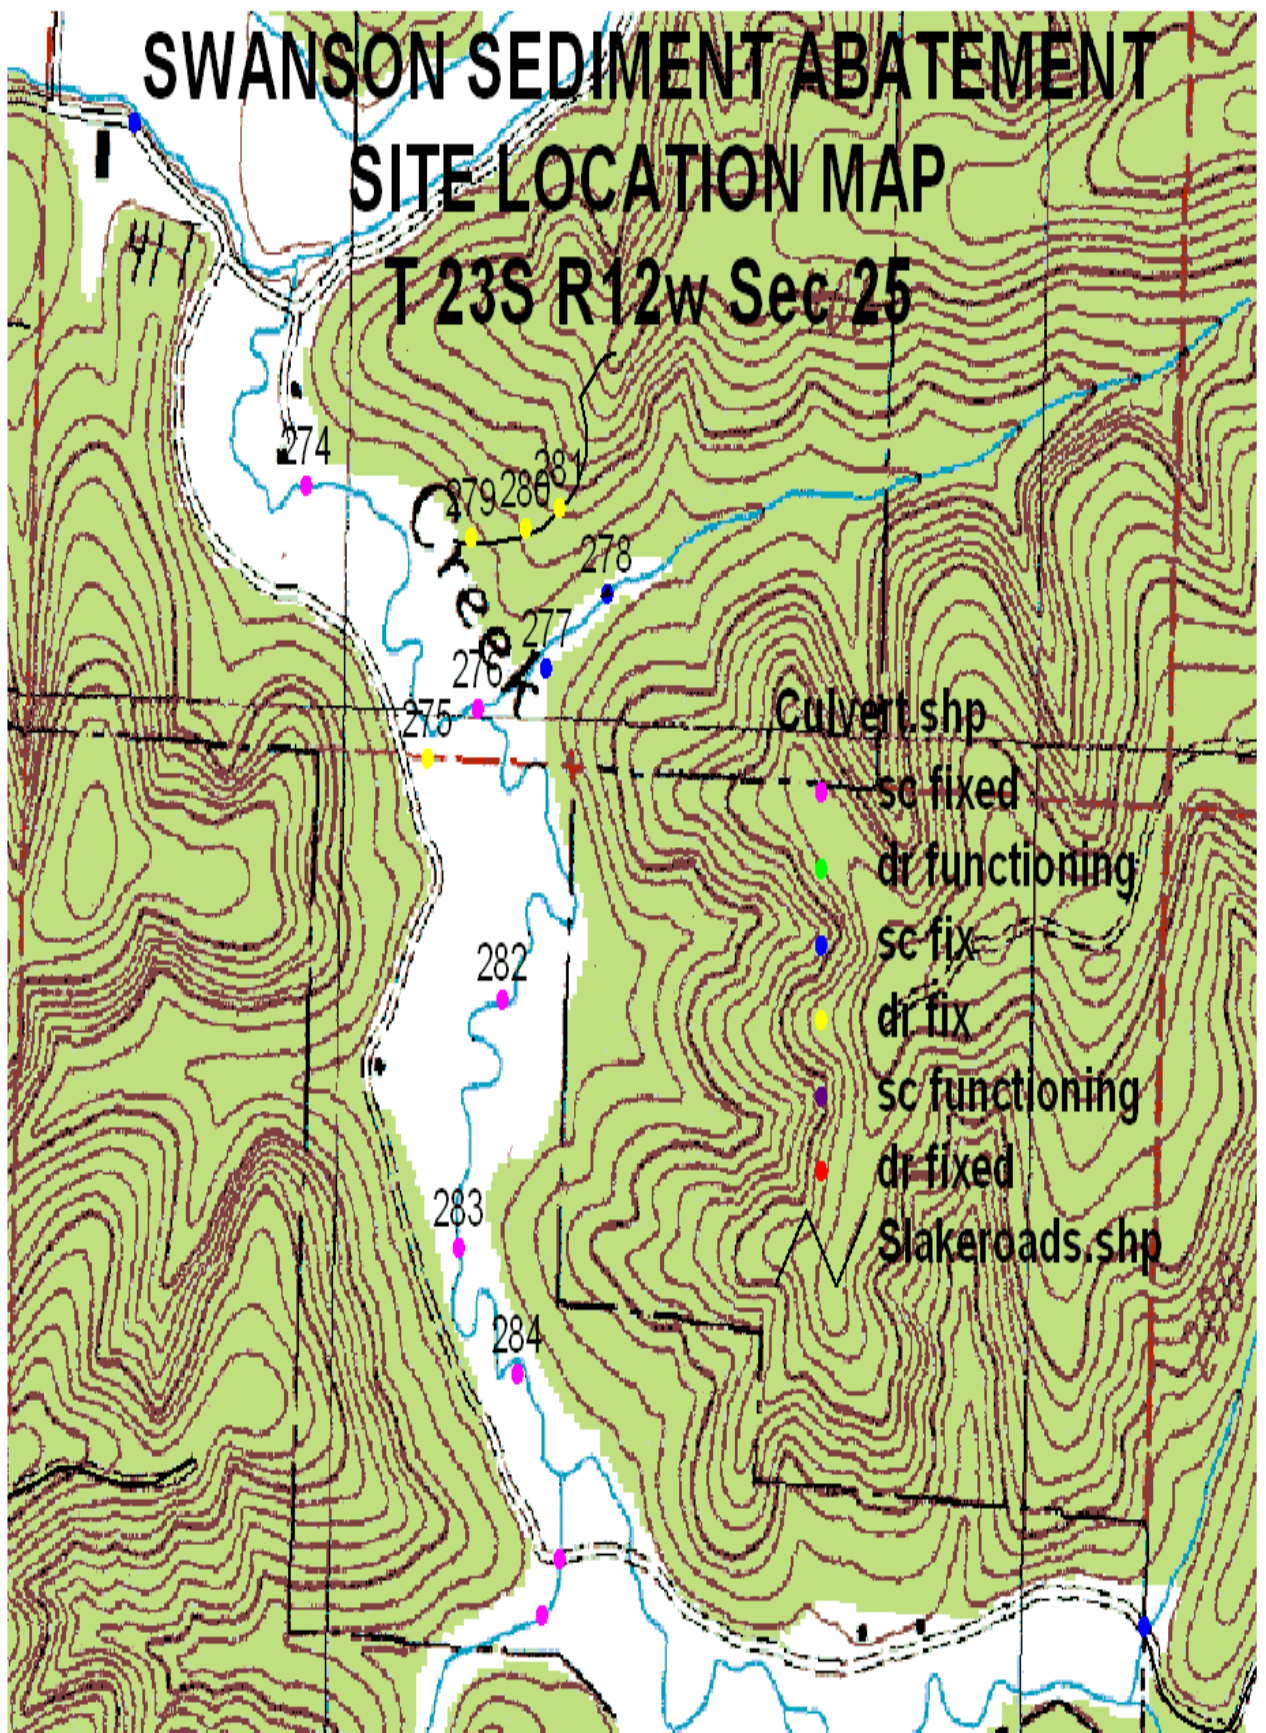 SWANSON SEDIMENT ABATEMENT
SITE LOCATION MAP
T 23S R12w Sec 25
417
274
279
280
281
Creek
278
277
276
275
Culvert.shp
sc fixed
dr functioning
sc fix
dr fix
sc functioning
dr fixed
Slakeroads.shp
282
283
284